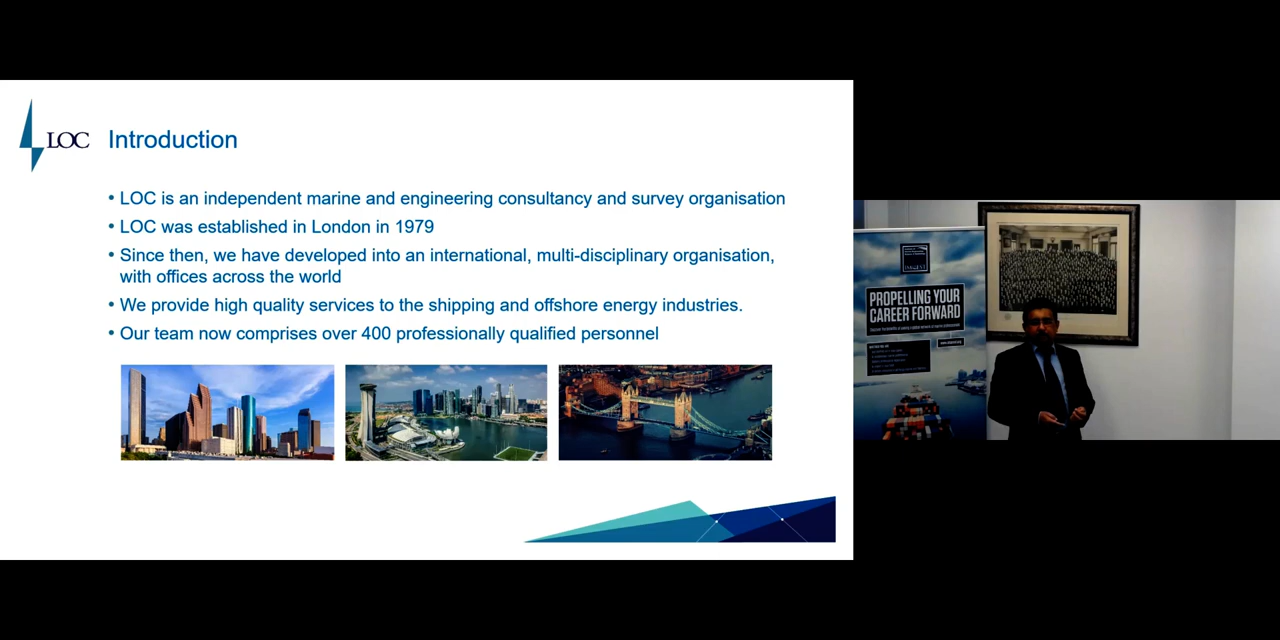 LOC
Introduction
• LOC is an independent marine and engineering consultancy and survey organisation
• LOC was established in London in 1979
• Since then, we have developed into an international, multi-disciplinary organisation,
with offices across the world
• We provide high quality services to the shipping and offshore energy industries.
• Our team now comprises over 400 professionally qualified personnel
PROPELLING YOUR
CAREER FORWARD